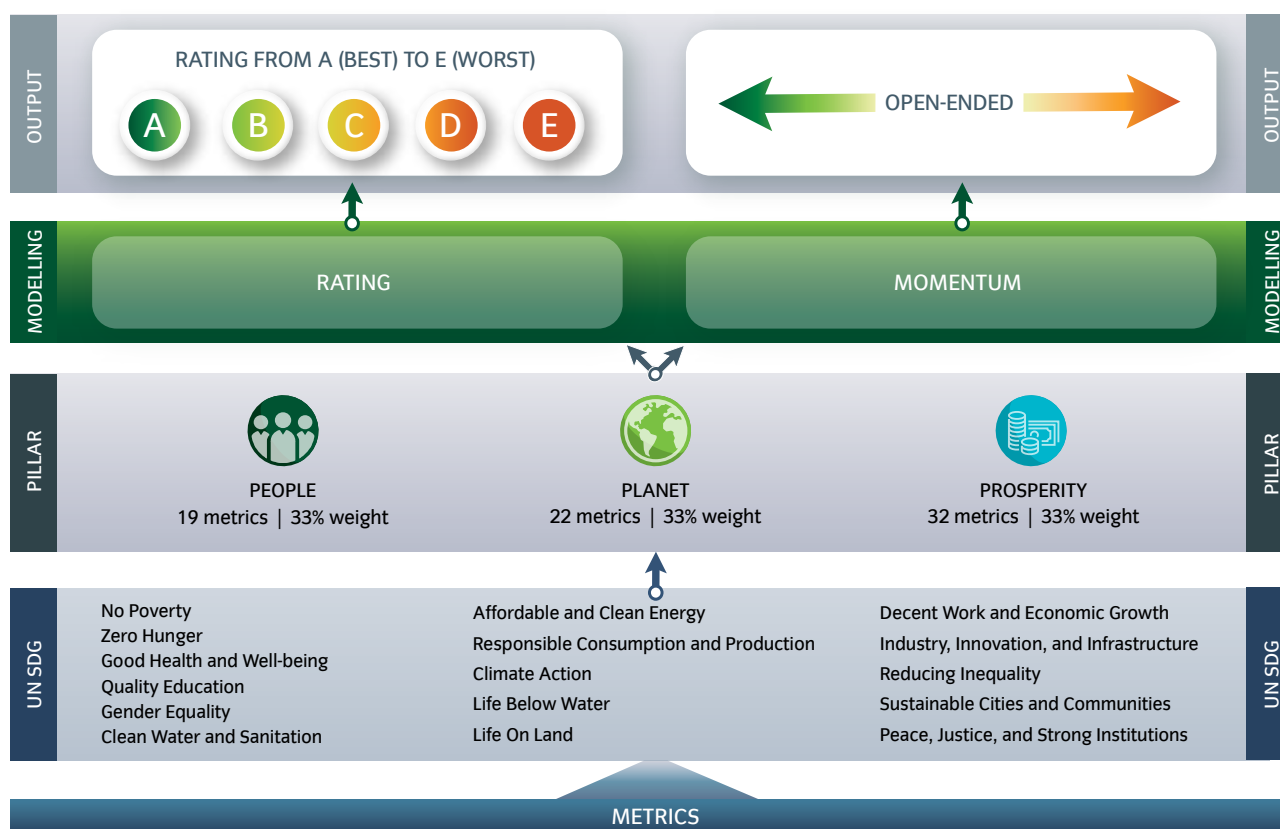 OUTPUT
RATING FROM A (BEST) TO E (WORST)
A B C D E
OPEN-ENDED
OUTPUT
MODELLING
RATING
MOMENTUM
MODELLING
PILLAR
PEOPLE
19 metrics | 33% weight
PLANET
22 metrics | 33% weight
PROSPERITY
32 metrics | 33% weight
PILLAR
UN SDG
No Poverty
Zero Hunger
Good Health and Well-being
Quality Education
Gender Equality
Clean Water and Sanitation
Affordable and Clean Energy
Responsible Consumption and Production
Climate Action
Life Below Water
Life On Land
Decent Work and Economic Growth
Industry, Innovation, and Infrastructure
Reducing Inequality
Sustainable Cities and Communities
Peace, Justice, and Strong Institutions
UN SDG
METRICS